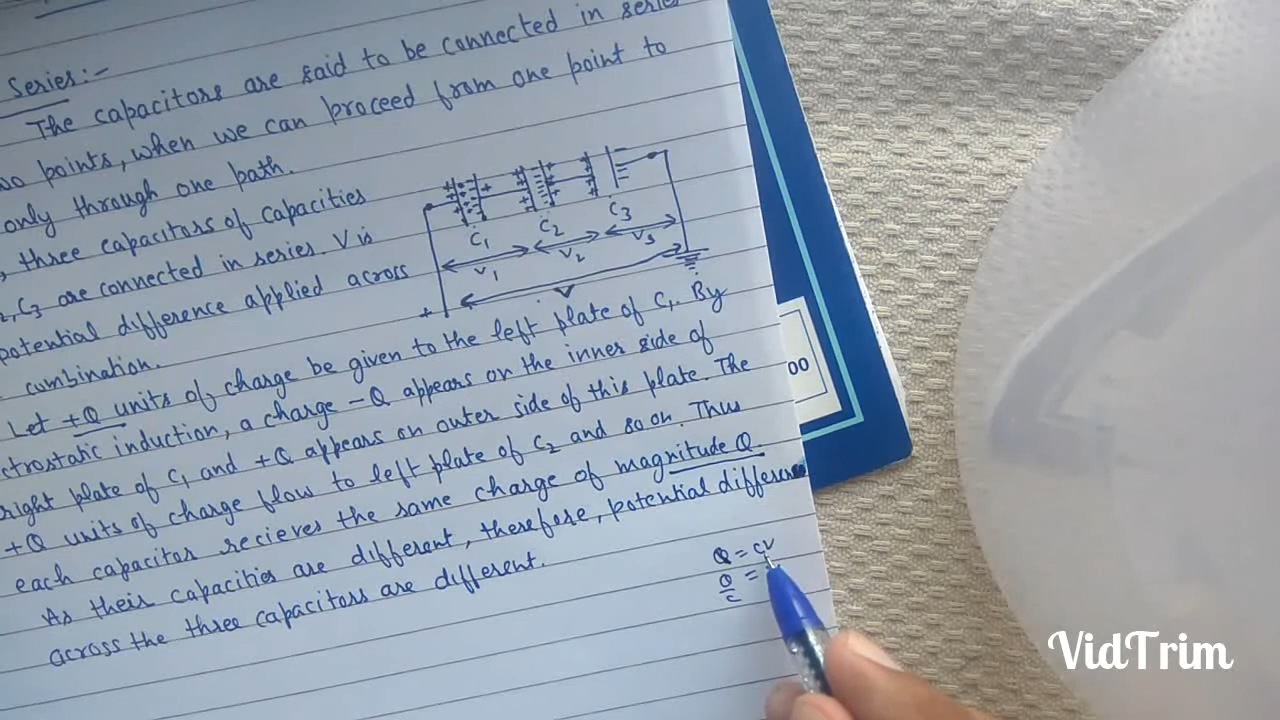 Series:-
The capacitors are said to be connected in series
wo points, when we can proceed from one point to
only through one path.
, three capacitors of capacities
2, C3 are connected in series. V is
potential difference applied across
combination.
+ + + + - - - - + + + + - - - -
C1 C2 C3
V1 V2 V3
V
+
Let +Q units of charge be given to the left plate of C1. By
ctrostatic induction, a charge -Q appears on the inner side of
right plate of C1 and +Q appears on outer side of this plate. The
+Q units of charge flow to left plate of C2 and so on. Thus
each capacitor recieves the same charge of magnitude Q.
As their capacities are different, therefore, potential differences
across the three capacitors are different.
Q = CV
Q/C =
00
VidTrim